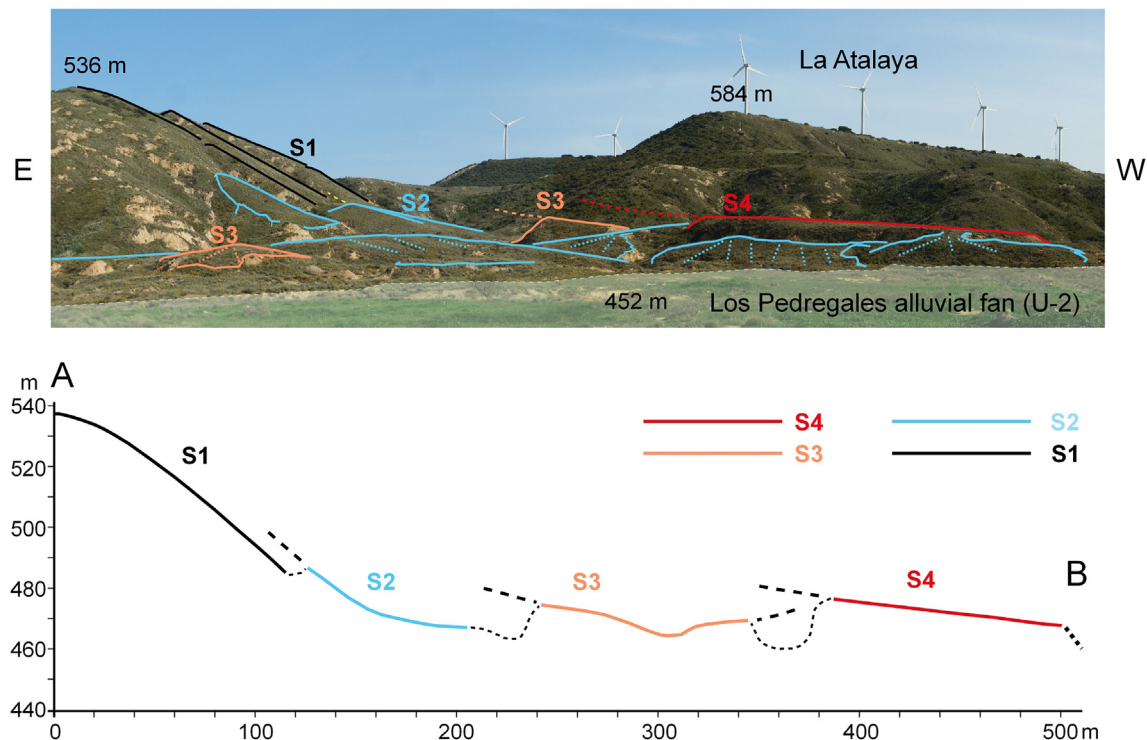 536 m
La Atalaya
584 m
S1
E
W
S2
S3
S4
S3
452 m
Los Pedregales alluvial fan (U-2)
A
m
540
S4
S2
S1
S3
S1
520
500
S2
S3
S4
B
480
460
440
0
100
200
300
400
500 m